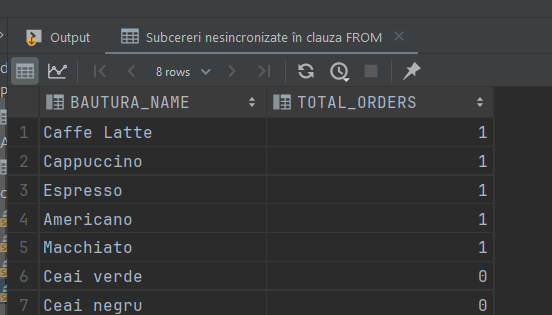 Output Subcereri nesincronizate în clauza FROM
8 rows
BAUTURA_NAME TOTAL_ORDERS
1 Caffe Latte 1
2 Cappuccino 1
3 Espresso 1
4 Americano 1
5 Macchiato 1
6 Ceai verde 0
7 Ceai negru 0